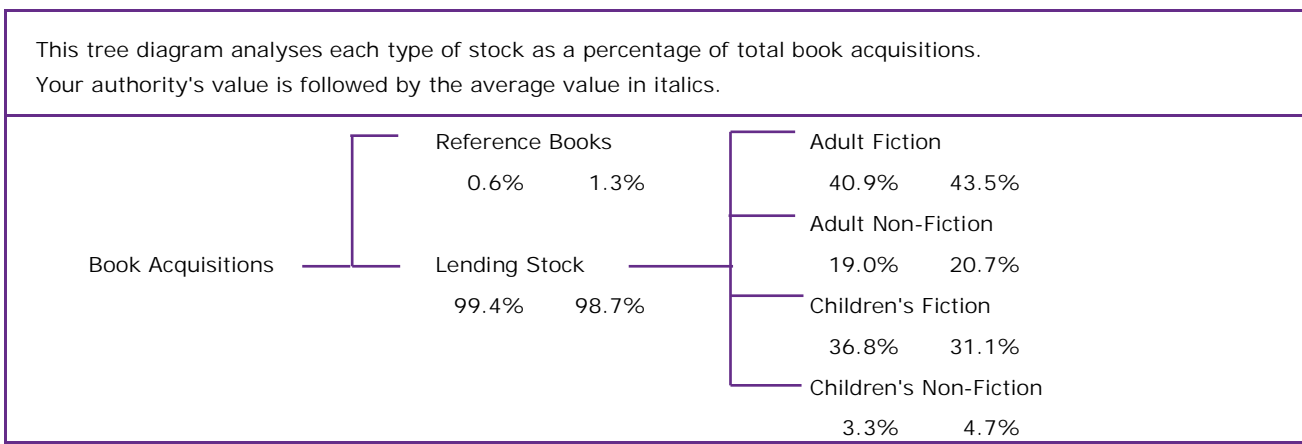 This tree diagram analyses each type of stock as a percentage of total book acquisitions.
Your authority's value is followed by the average value in italics.
Reference Books
0.6% 1.3%
Book Acquisitions
Lending Stock
99.4% 98.7%
Adult Fiction
40.9% 43.5%
Adult Non-Fiction
19.0% 20.7%
Children's Fiction
36.8% 31.1%
Children's Non-Fiction
3.3% 4.7%